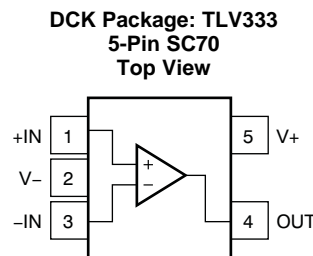 DCK Package: TLV333
5-Pin SC70
Top View
+IN 1 5 V+
+
V− 2
−
−IN 3 4 OUT